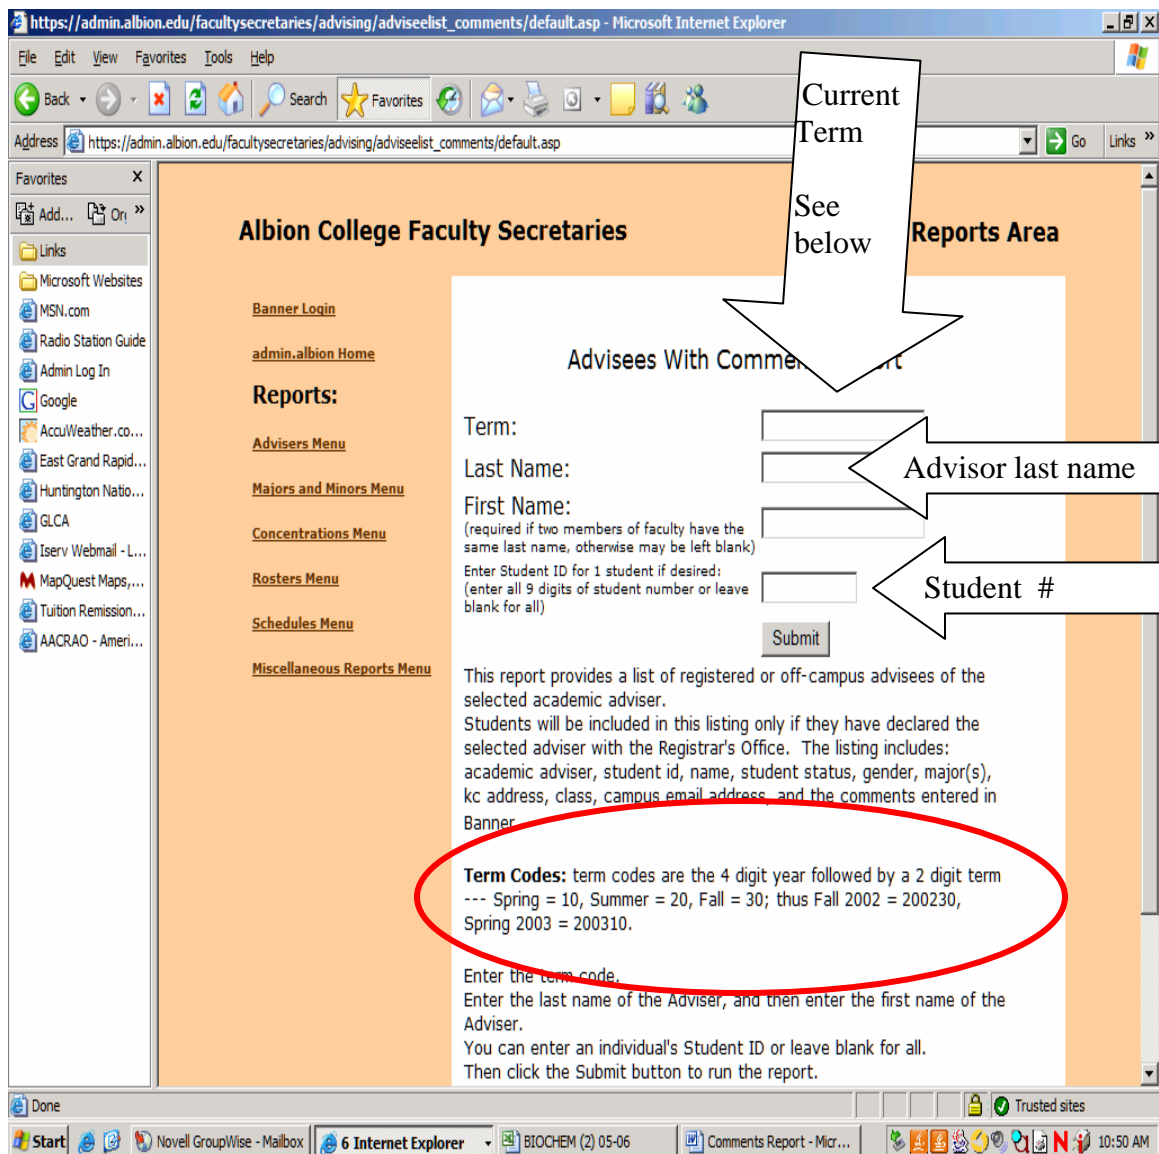 https://admin.albion.edu/facultysecretaries/advising/adviseelist_comments/default.asp - Microsoft Internet Explorer
File Edit View Favorites Tools Help
Back Search Favorites
Address https://admin.albion.edu/facultysecretaries/advising/adviseelist_comments/default.asp Go Links »
Favorites X
Add... »
Links
Microsoft Websites
MSN.com
Radio Station Guide
Admin Log In
Google
AccuWeather.co...
East Grand Rapid...
Huntington Natio...
GLCA
Iserv Webmail - L...
MapQuest Maps,...
Tuition Remission...
AACRAO - Ameri...
Current
Term
See
below
Albion College Faculty Secretaries
Reports Area
Banner Login
admin.albion Home
Reports:
Advisers Menu
Majors and Minors Menu
Concentrations Menu
Rosters Menu
Schedules Menu
Miscellaneous Reports Menu
Advisees With
Term:
Last Name:
Advisor last name
First Name:
(required if two members of faculty have the
same last name, otherwise may be left blank)
Enter Student ID for 1 student if desired:
(enter all 9 digits of student number or leave
blank for all)
Student #
Submit
This report provides a list of registered or off-campus advisees of the
selected academic adviser.
Students will be included in this listing only if they have declared the
selected adviser with the Registrar's Office. The listing includes:
academic adviser, student id, name, student status, gender, major(s),
kc address, class, campus email address, and the comments entered in
Banner.
Term Codes: term codes are the 4 digit year followed by a 2 digit term
--- Spring = 10, Summer = 20, Fall = 30; thus Fall 2002 = 200230,
Spring 2003 = 200310.
Enter the term code.
Enter the last name of the Adviser, and then enter the first name of the
Adviser.
You can enter an individual's Student ID or leave blank for all.
Then click the Submit button to run the report.
Done Trusted sites
Start Novell GroupWise - Mailbox 6 Internet Explorer BIOCHEM (2) 05-06 Comments Report - Micr... 10:50 AM